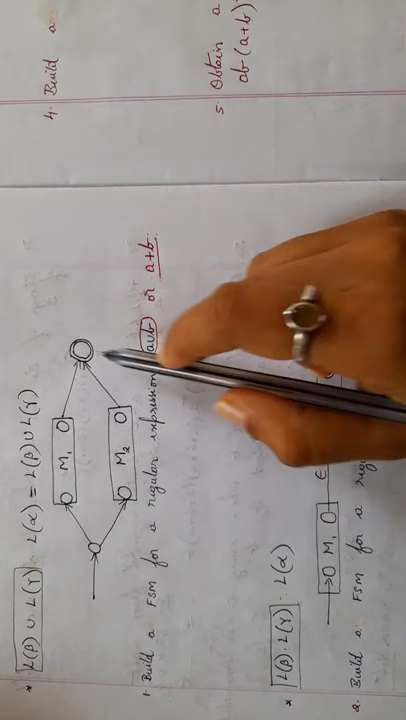 * L(β) U L(γ) . L(α) = L(β) U L(γ)
M₁
M₂
1. Build a FSM for a regular expression (aUb) or a+b.
* L(β) . L(γ) . L(α)
M₁ ε
2. Build a FSM for a
4. Build a
5. Obtain a
ab(a+b)